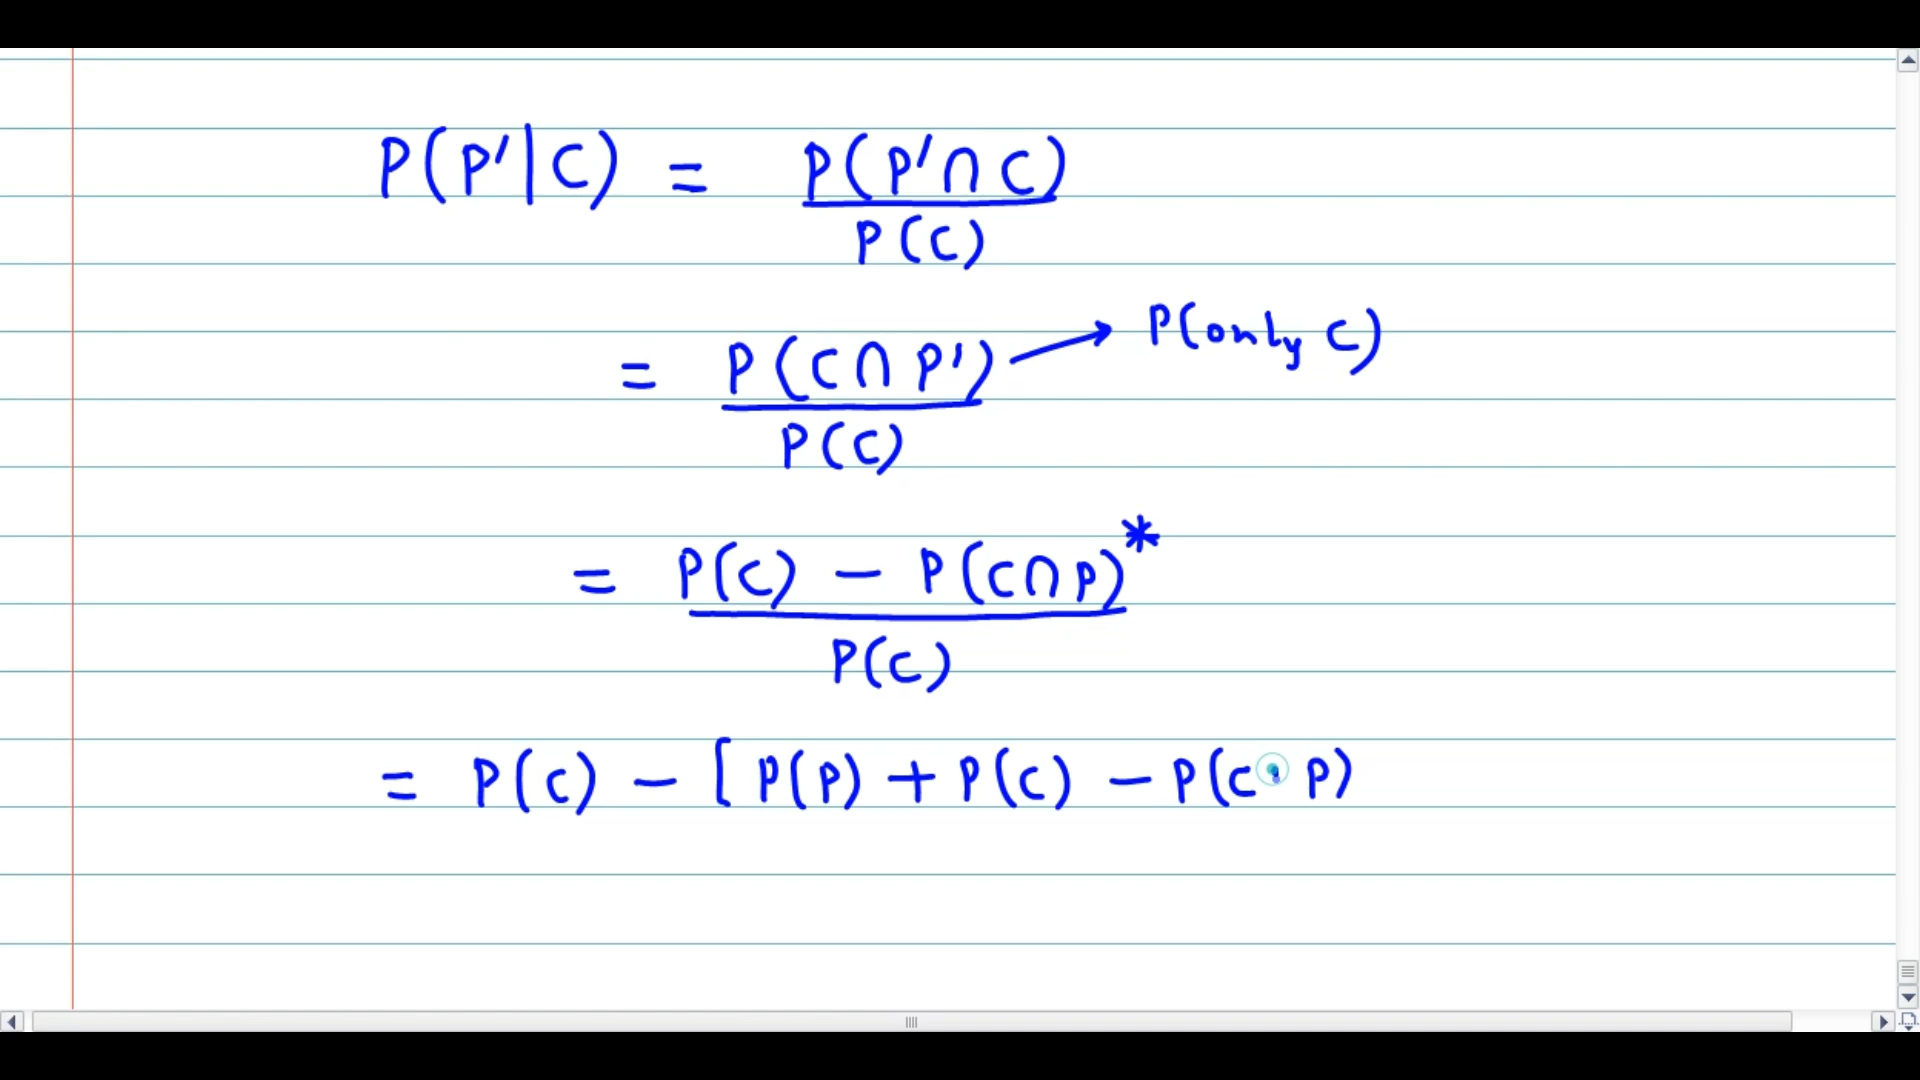 P(P'|C) = P(P'∩C)
P(C)
= P(C∩P') → P(only C)
P(C)
= P(C) − P(C∩P)*
P(C)
= P(C) − [P(P) + P(C) − P(C P)